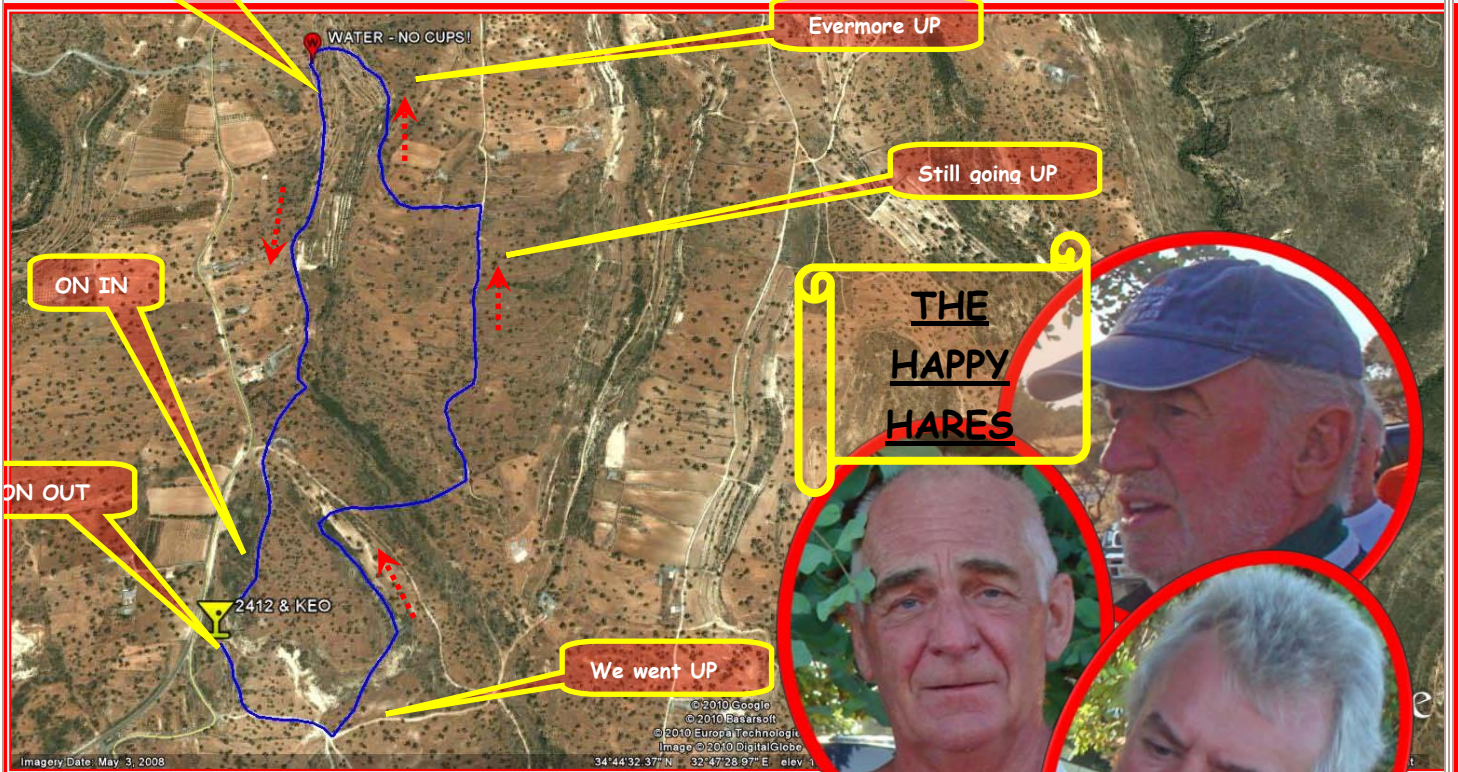 Evermore UP
WATER - NO CUPS!
Still going UP
ON IN
THE
HAPPY
HARES
ON OUT
2412 & KEO
We went UP
© 2010 Google
© 2010 Basarsoft
© 2010 Europa Technologie
Image © 2010 DigitalGlobe
Imagery Date: May 3, 2008
34°44'32.37" N 32°47'28.97" E elev